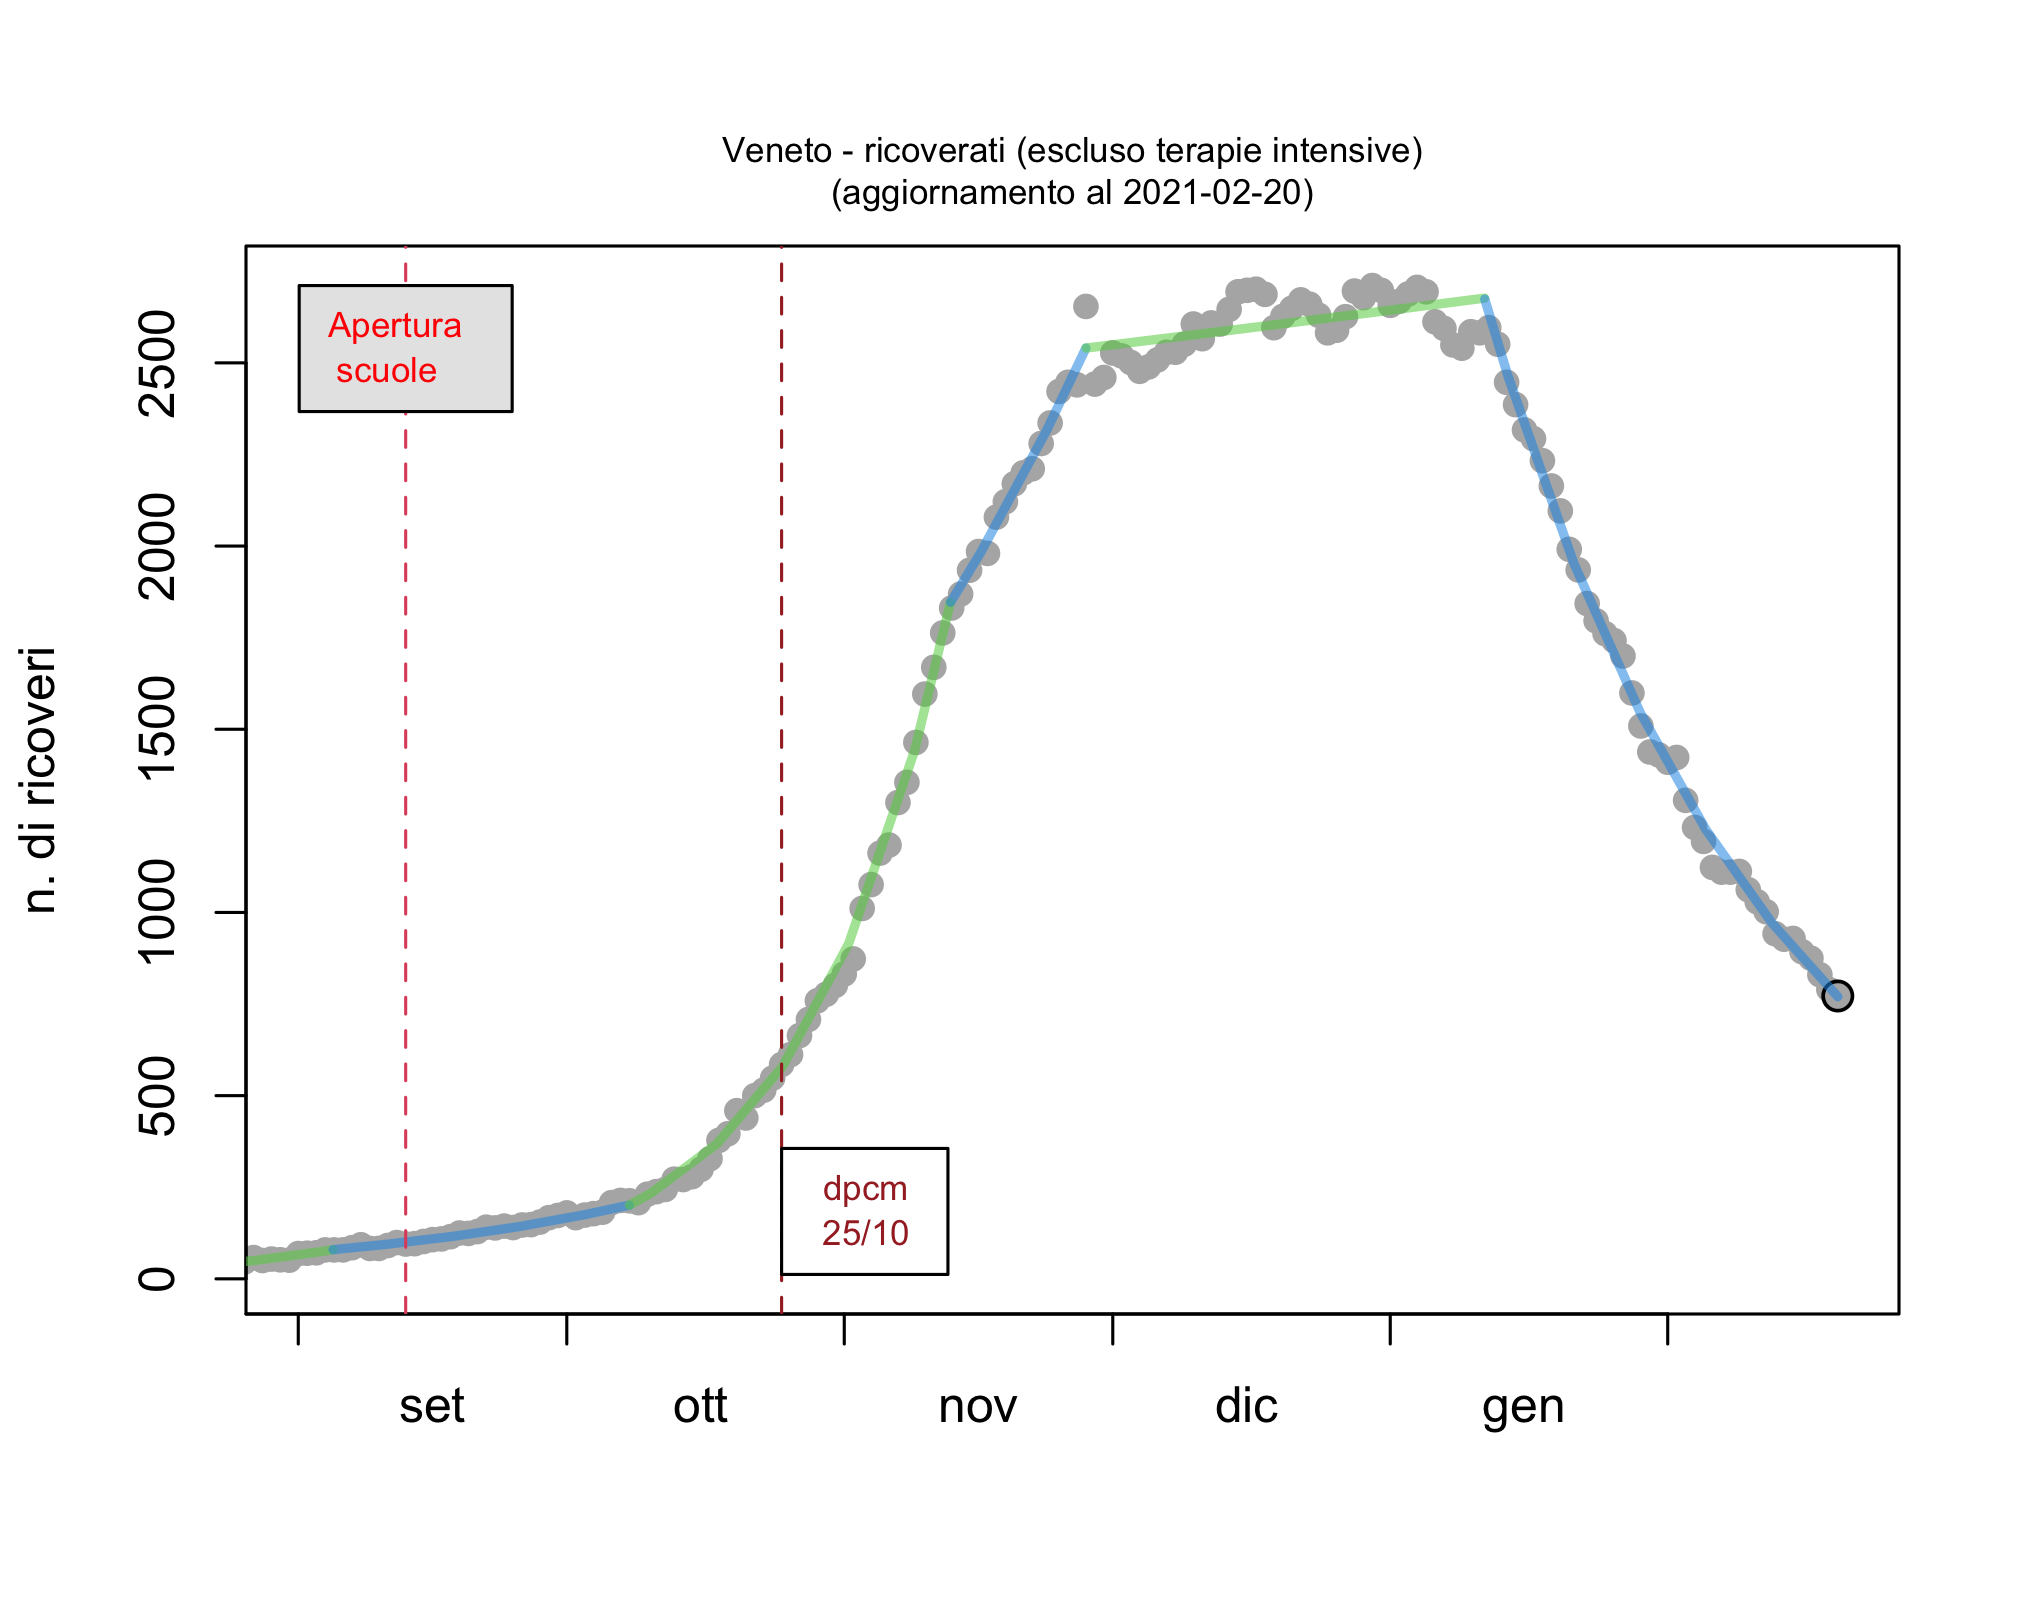 Veneto - ricoverati (escluso terapie intensive)
(aggiornamento al 2021-02-20)
n. di ricoveri
2500
2000
1500
1000
500
0
Apertura
scuole
dpcm
25/10
set
ott
nov
dic
gen